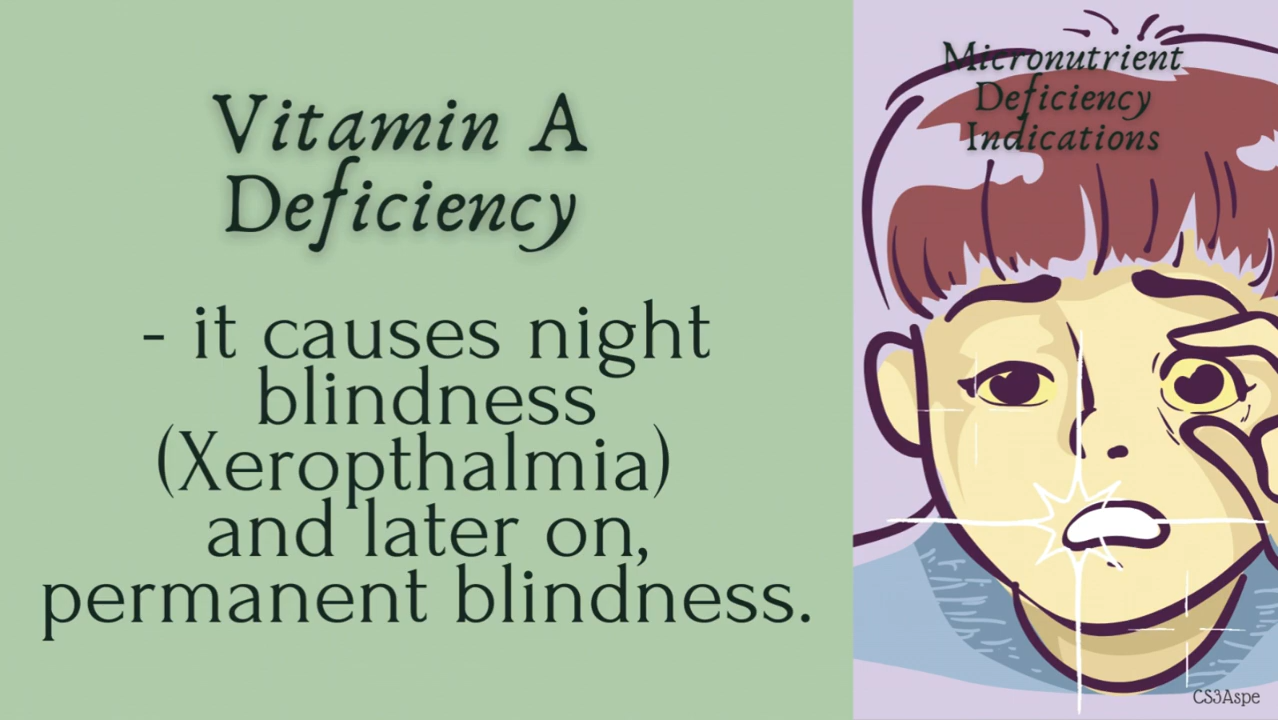 Vitamin A
Deficiency
- it causes night
blindness
(Xeropthalmia)
and later on,
permanent blindness.
Micronutrient
Deficiency
Indications
CS3Aspe